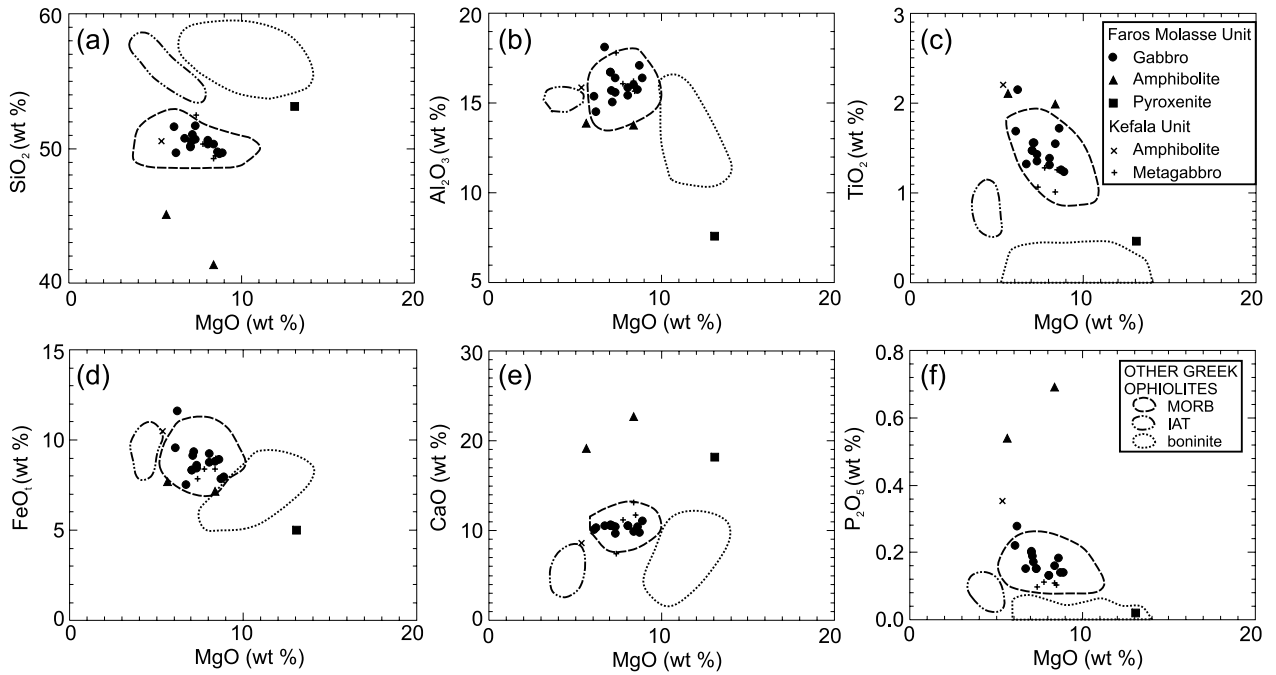 (a)
60
50
40
SiO2 (wt %)
0
10
20
MgO (wt %)
(b)
20
15
10
5
Al2O3 (wt %)
0
10
20
MgO (wt %)
(c)
3
2
1
0
TiO2 (wt %)
0
10
20
MgO (wt %)
Faros Molasse Unit
Gabbro
Amphibolite
Pyroxenite
Kefala Unit
Amphibolite
Metagabbro
(d)
15
10
5
0
FeOt (wt %)
0
10
20
MgO (wt %)
(e)
30
20
10
0
CaO (wt %)
0
10
20
MgO (wt %)
(f)
0.8
0.6
0.4
0.2
0.0
P2O5 (wt %)
0
10
20
MgO (wt %)
OTHER GREEK
OPHIOLITES
MORB
IAT
boninite